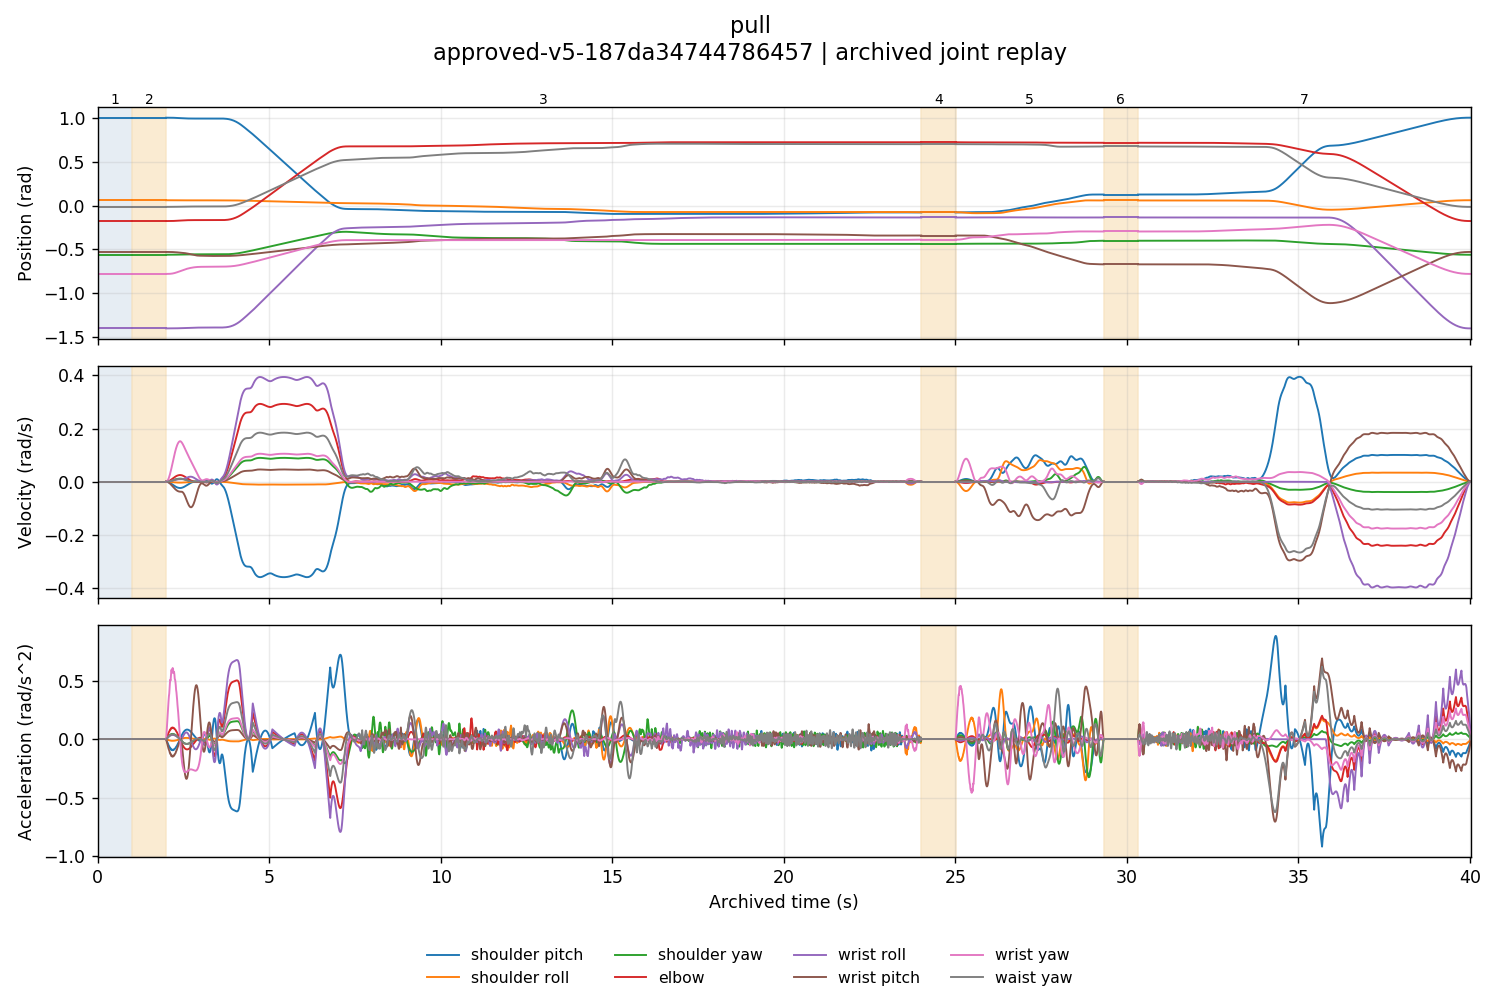 pull
approved-v5-187da34744786457 | archived joint replay
1 2 3 4 5 6 7
Position (rad)
1.0
0.5
0.0
−0.5
−1.0
−1.5
Velocity (rad/s)
0.4
0.2
0.0
−0.2
−0.4
Acceleration (rad/s^2)
0.5
0.0
−0.5
−1.0
0 5 10 15 20 25 30 35 40
Archived time (s)
shoulder pitch shoulder yaw wrist roll wrist yaw
shoulder roll elbow wrist pitch waist yaw